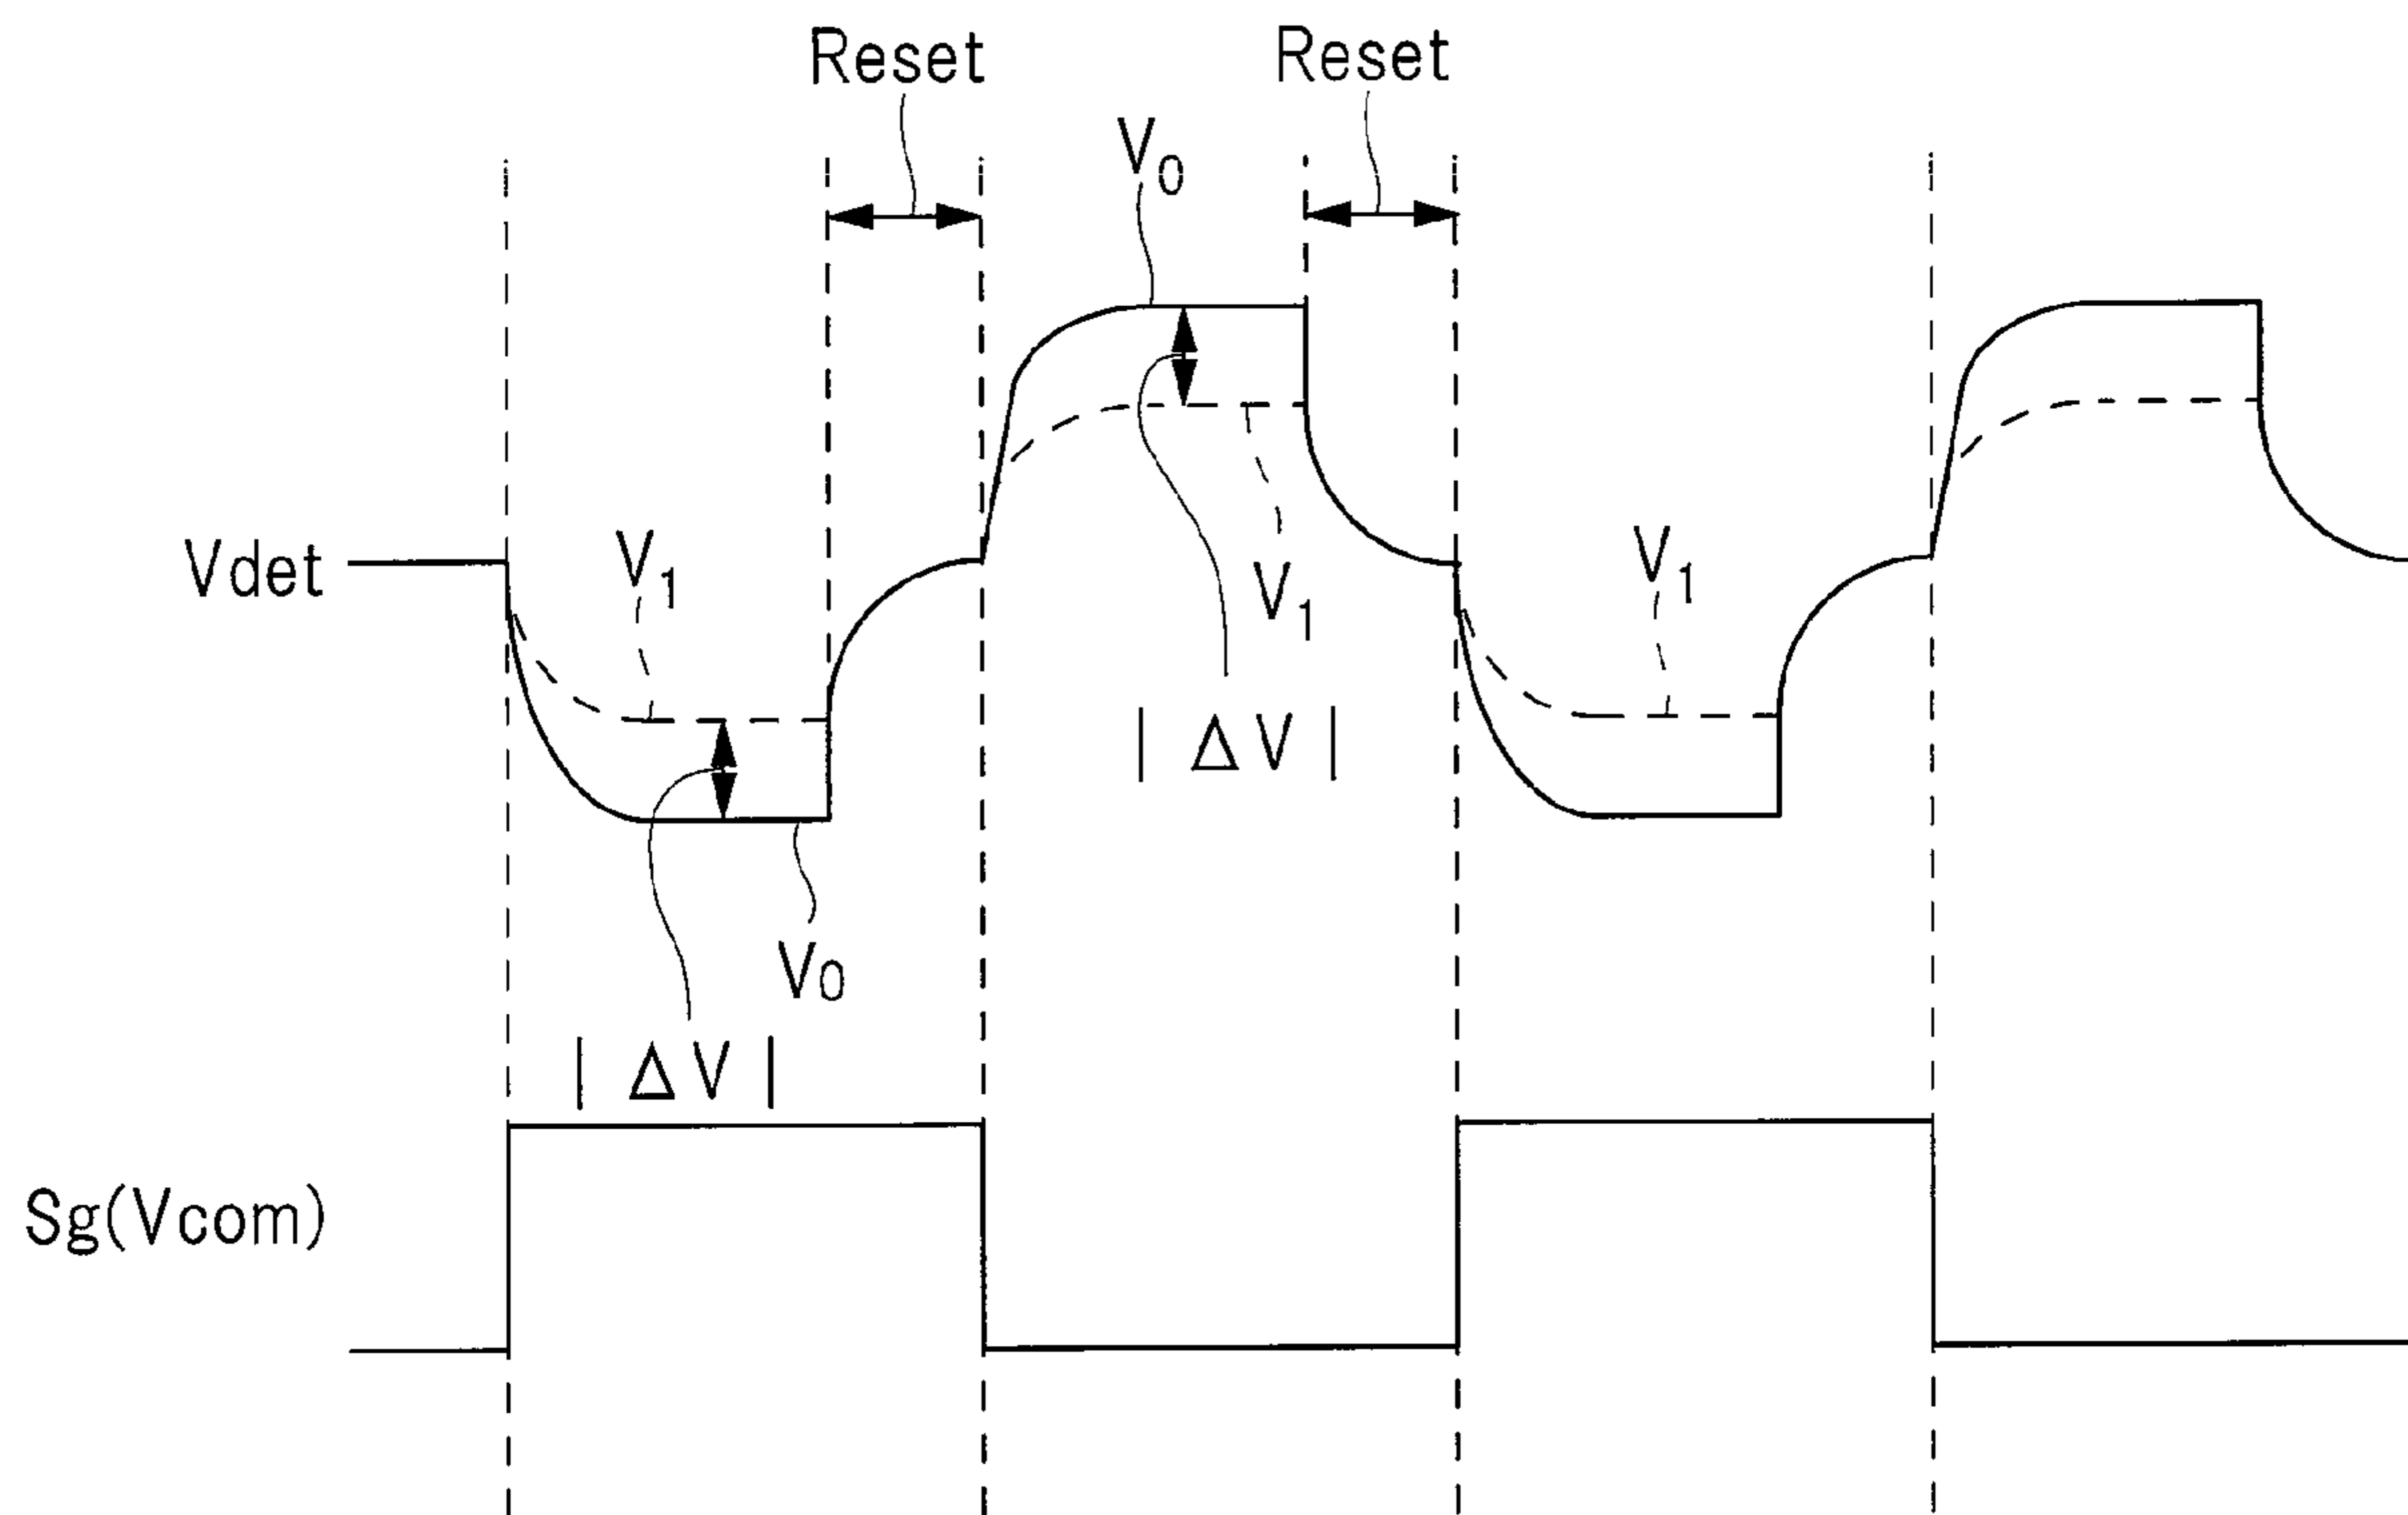 Reset
Reset
V0
Vdet
V1
V1
V1
| ΔV |
V0
| ΔV |
Sg(Vcom)